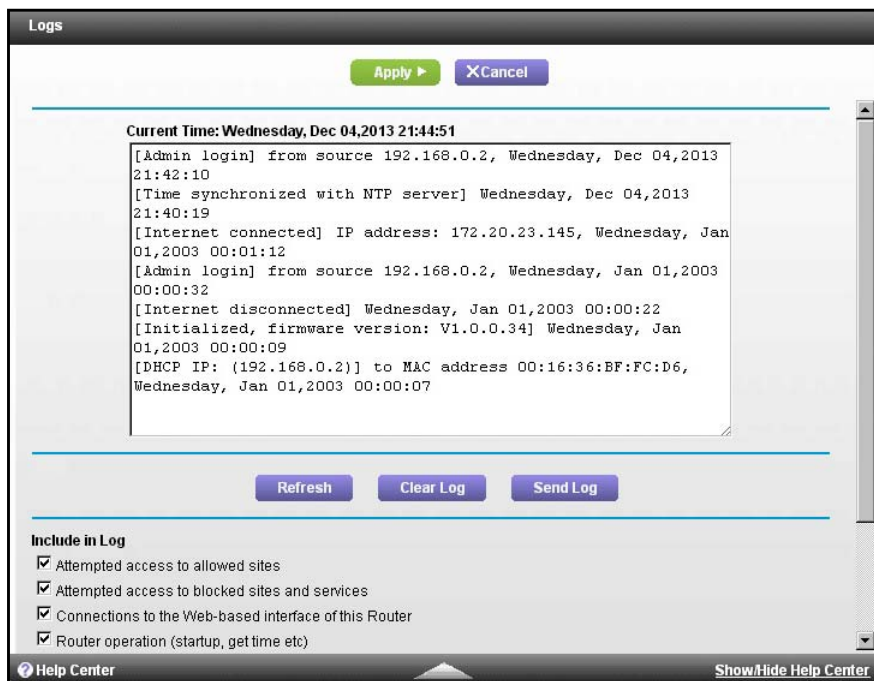 Logs
Apply
XCancel
Current Time: Wednesday, Dec 04,2013 21:44:51
[Admin login] from source 192.168.0.2, Wednesday, Dec 04,2013
21:42:10
[Time synchronized with NTP server] Wednesday, Dec 04,2013
21:40:19
[Internet connected] IP address: 172.20.23.145, Wednesday, Jan
01,2003 00:01:12
[Admin login] from source 192.168.0.2, Wednesday, Jan 01,2003
00:00:32
[Internet disconnected] Wednesday, Jan 01,2003 00:00:22
[Initialized, firmware version: V1.0.0.34] Wednesday, Jan
01,2003 00:00:09
[DHCP IP: (192.168.0.2)] to MAC address 00:16:36:BF:FC:D6,
Wednesday, Jan 01,2003 00:00:07
Refresh
Clear Log
Send Log
Include in Log
Attempted access to allowed sites
Attempted access to blocked sites and services
Connections to the Web-based interface of this Router
Router operation (startup, get time etc)
Help Center
Show/Hide Help Center